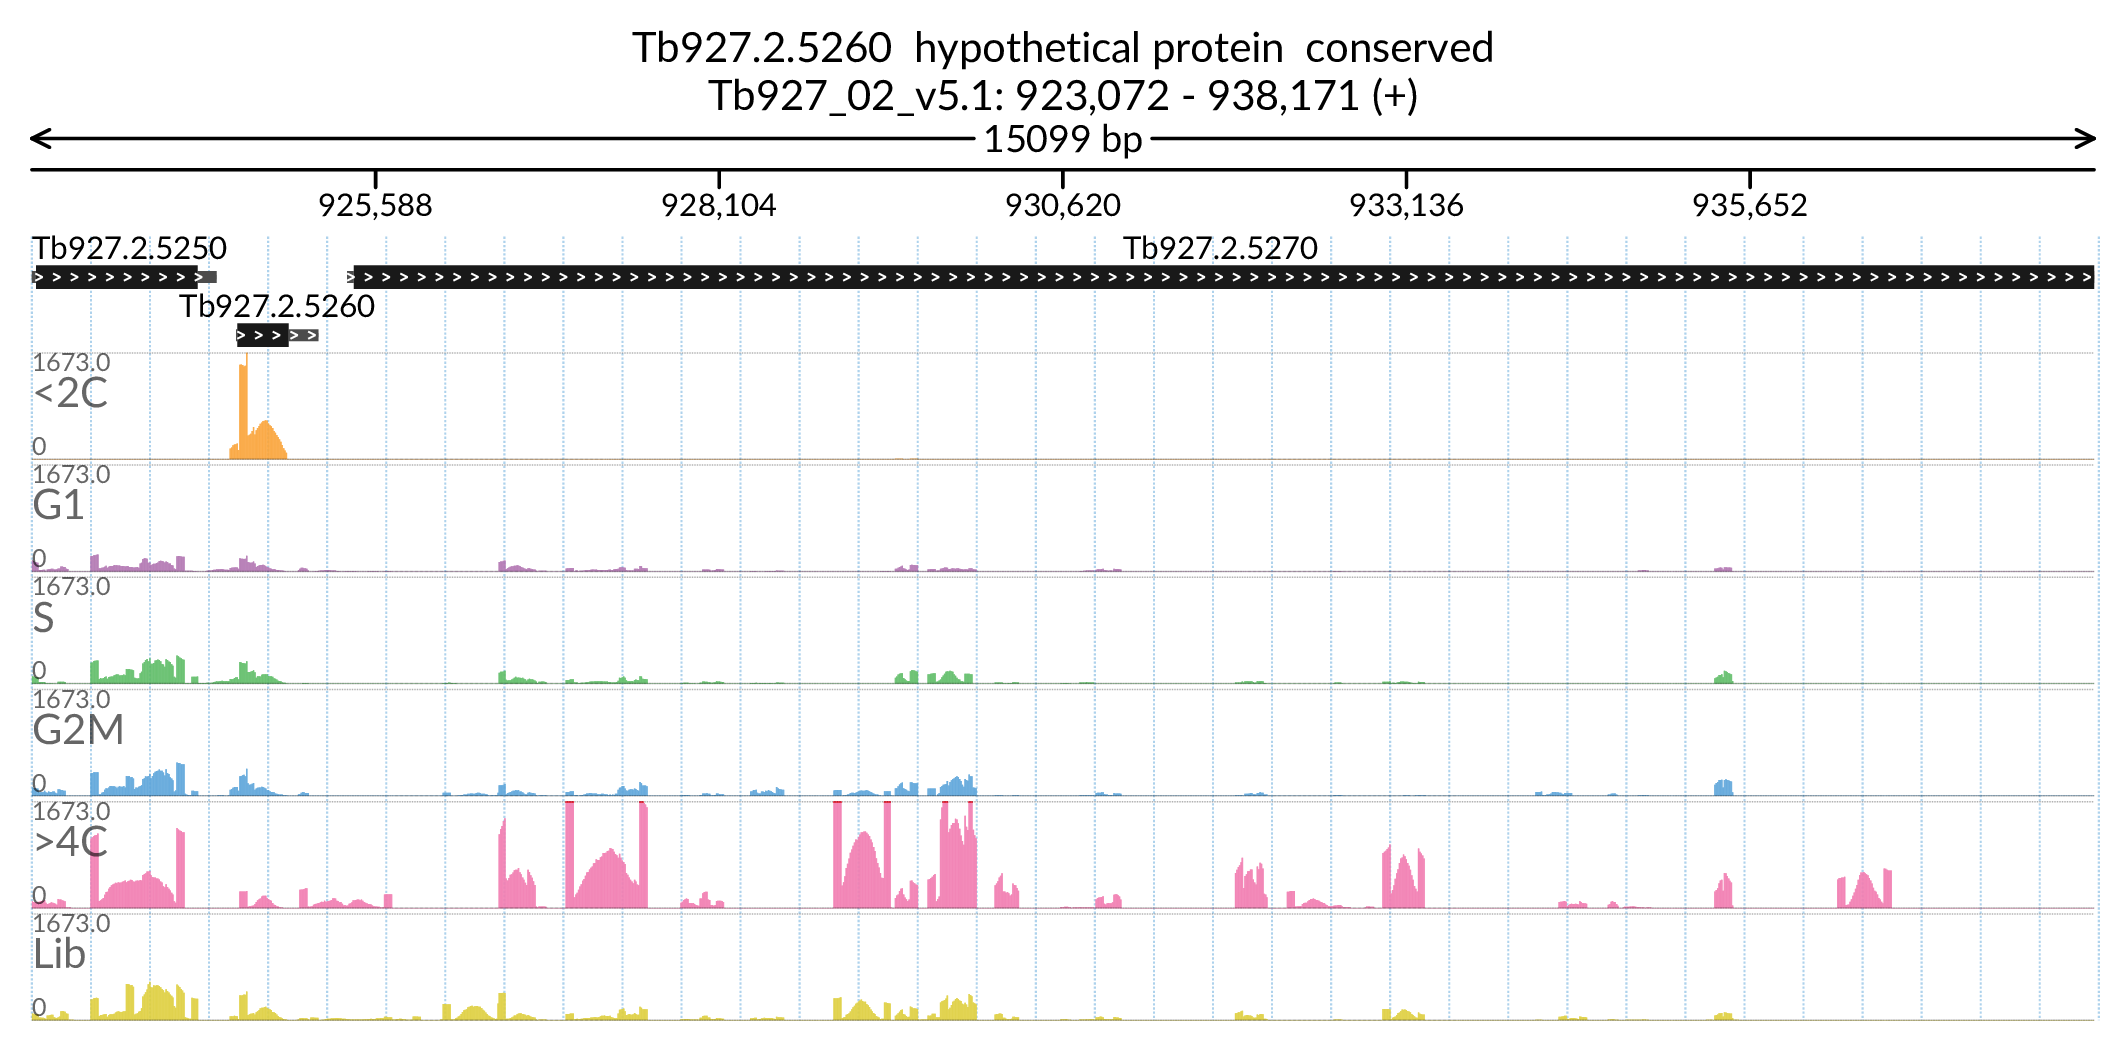 Tb927.2.5260 hypothetical protein conserved
Tb927_02_v5.1: 923,072 - 938,171 (+)
15099 bp
925,588 928,104 930,620 933,136 935,652
Tb927.2.5250 Tb927.2.5270
Tb927.2.5260
1673.0
<2C
0
1673.0
G1
0
1673.0
S
0
1673.0
G2M
0
1673.0
>4C
0
1673.0
Lib
0